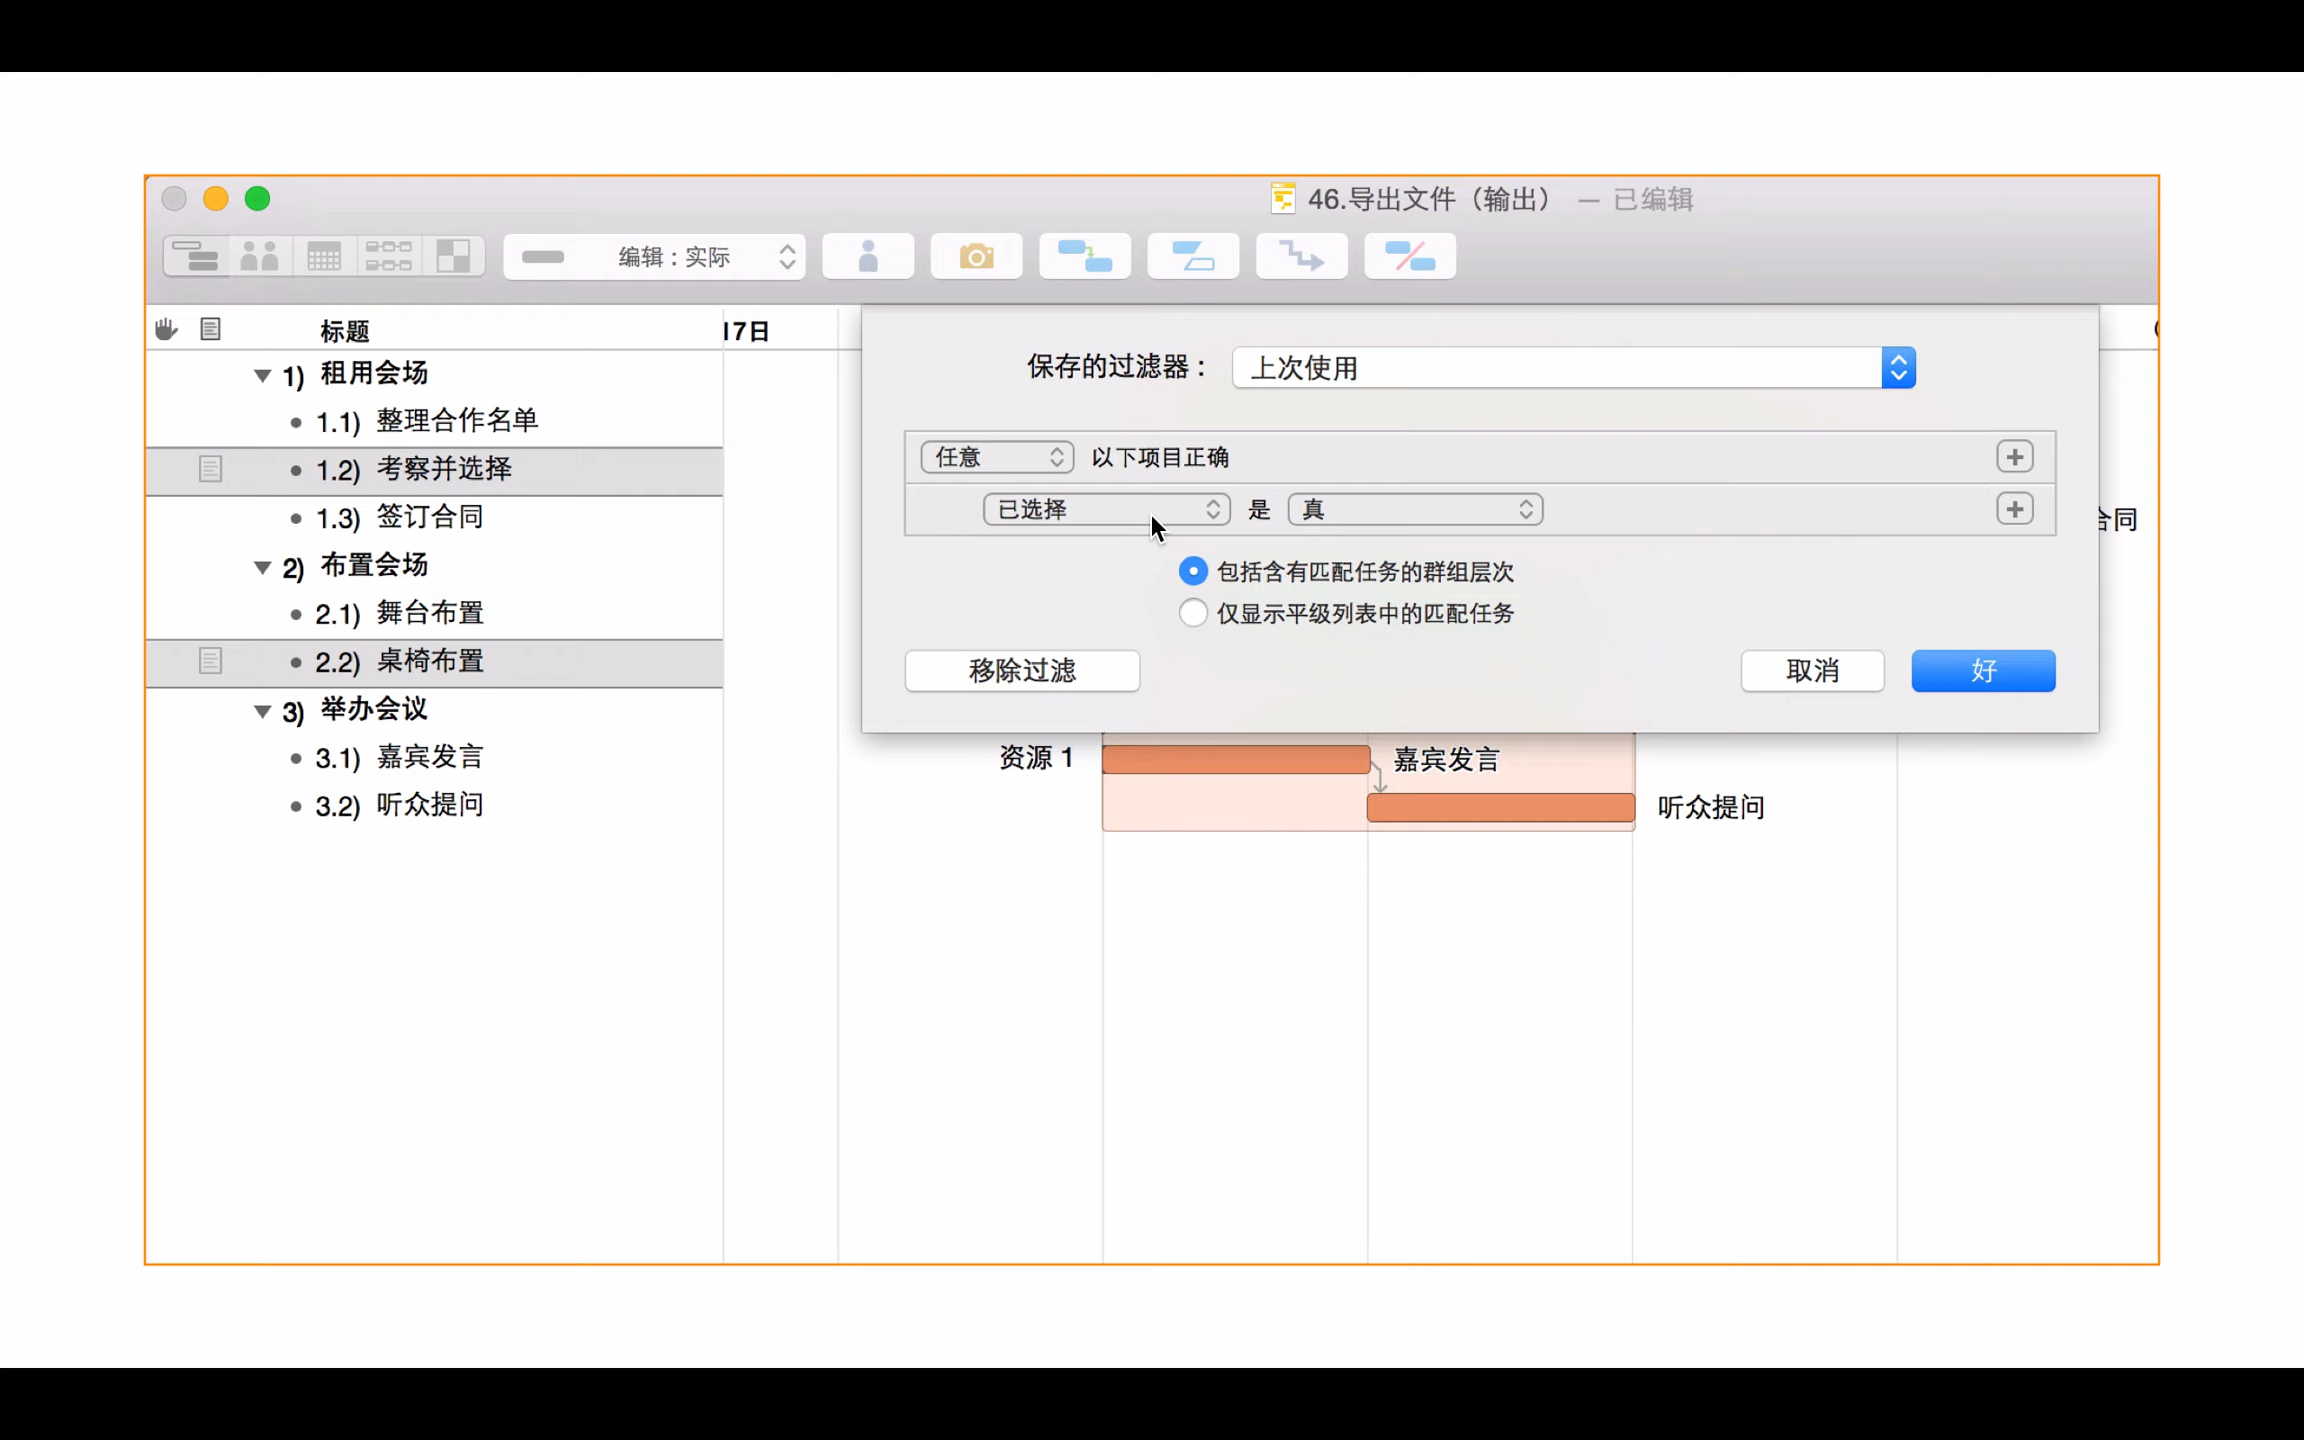 46.导出文件（输出） — 已编辑
编辑：实际
标题
17日
1) 租用会场
1.1) 整理合作名单
1.2) 考察并选择
1.3) 签订合同
2) 布置会场
2.1) 舞台布置
2.2) 桌椅布置
3) 举办会议
3.1) 嘉宾发言
3.2) 听众提问
保存的过滤器： 上次使用
任意 以下项目正确
已选择 是 真
包括含有匹配任务的群组层次
仅显示平级列表中的匹配任务
移除过滤 取消 好
合同
资源 1 嘉宾发言
听众提问